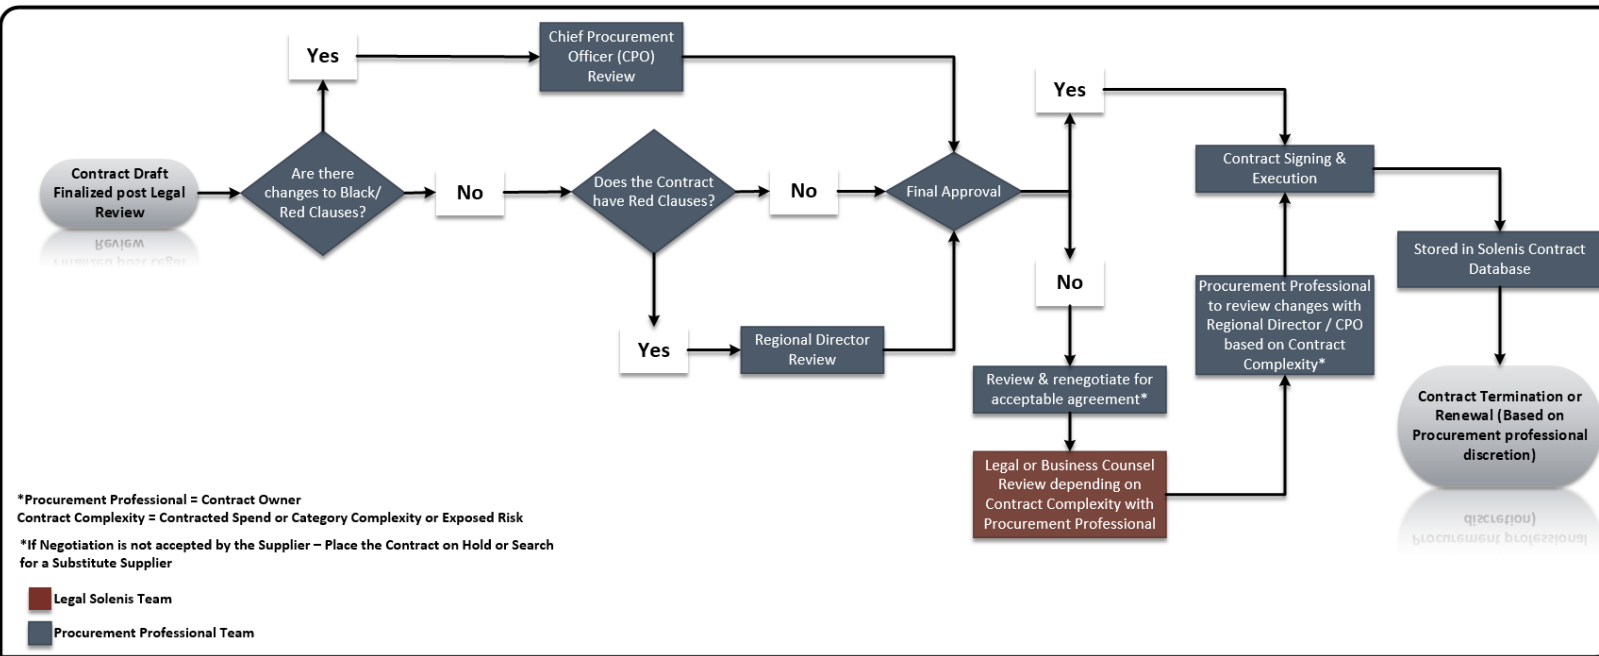 Yes
Chief Procurement
Officer (CPO)
Review
Contract Draft
Finalized post Legal
Review
Are there
changes to Black/
Red Clauses?
No
Does the Contract
have Red Clauses?
No
Yes
Regional Director
Review
Final Approval
Yes
No
Review & renegotiate for
acceptable agreement*
Legal or Business Counsel
Review depending on
Contract Complexity with
Procurement Professional
Procurement Professional
to review changes with
Regional Director / CPO
based on Contract
Complexity*
Contract Signing &
Execution
Stored in Solenis Contract
Database
Contract Termination or
Renewal (Based on
Procurement professional
discretion)
*Procurement Professional = Contract Owner
Contract Complexity = Contracted Spend or Category Complexity or Exposed Risk
*If Negotiation is not accepted by the Supplier – Place the Contract on Hold or Search
for a Substitute Supplier
Legal Solenis Team
Procurement Professional Team